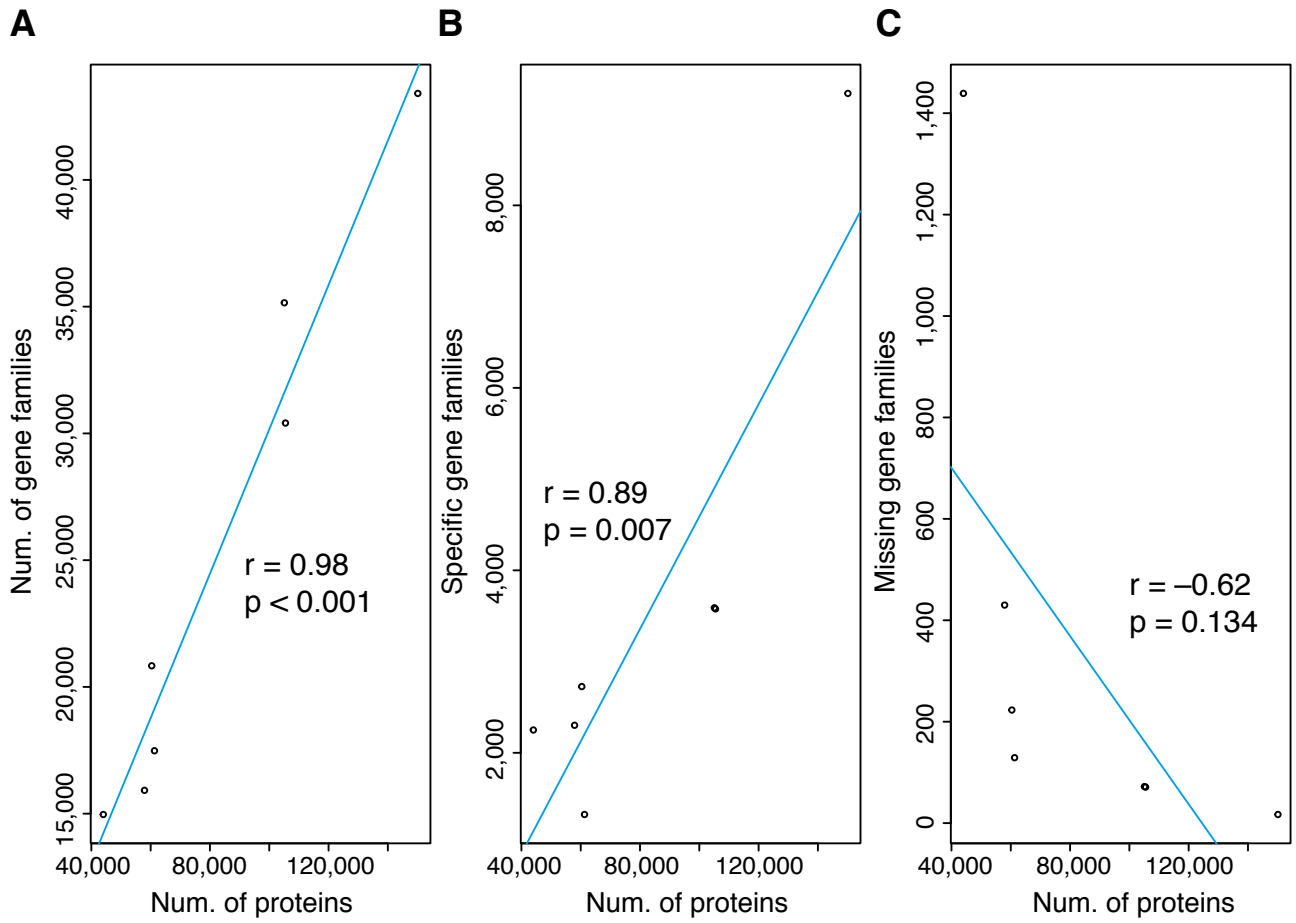 A
Num. of gene families
40,000
35,000
30,000
25,000
20,000
15,000
r = 0.98
p < 0.001
40,000
80,000
120,000
Num. of proteins
B
Specific gene families
8,000
6,000
4,000
2,000
r = 0.89
p = 0.007
40,000
80,000
120,000
Num. of proteins
C
Missing gene families
1,400
1,200
1,000
800
600
400
200
0
r = –0.62
p = 0.134
40,000
80,000
120,000
Num. of proteins